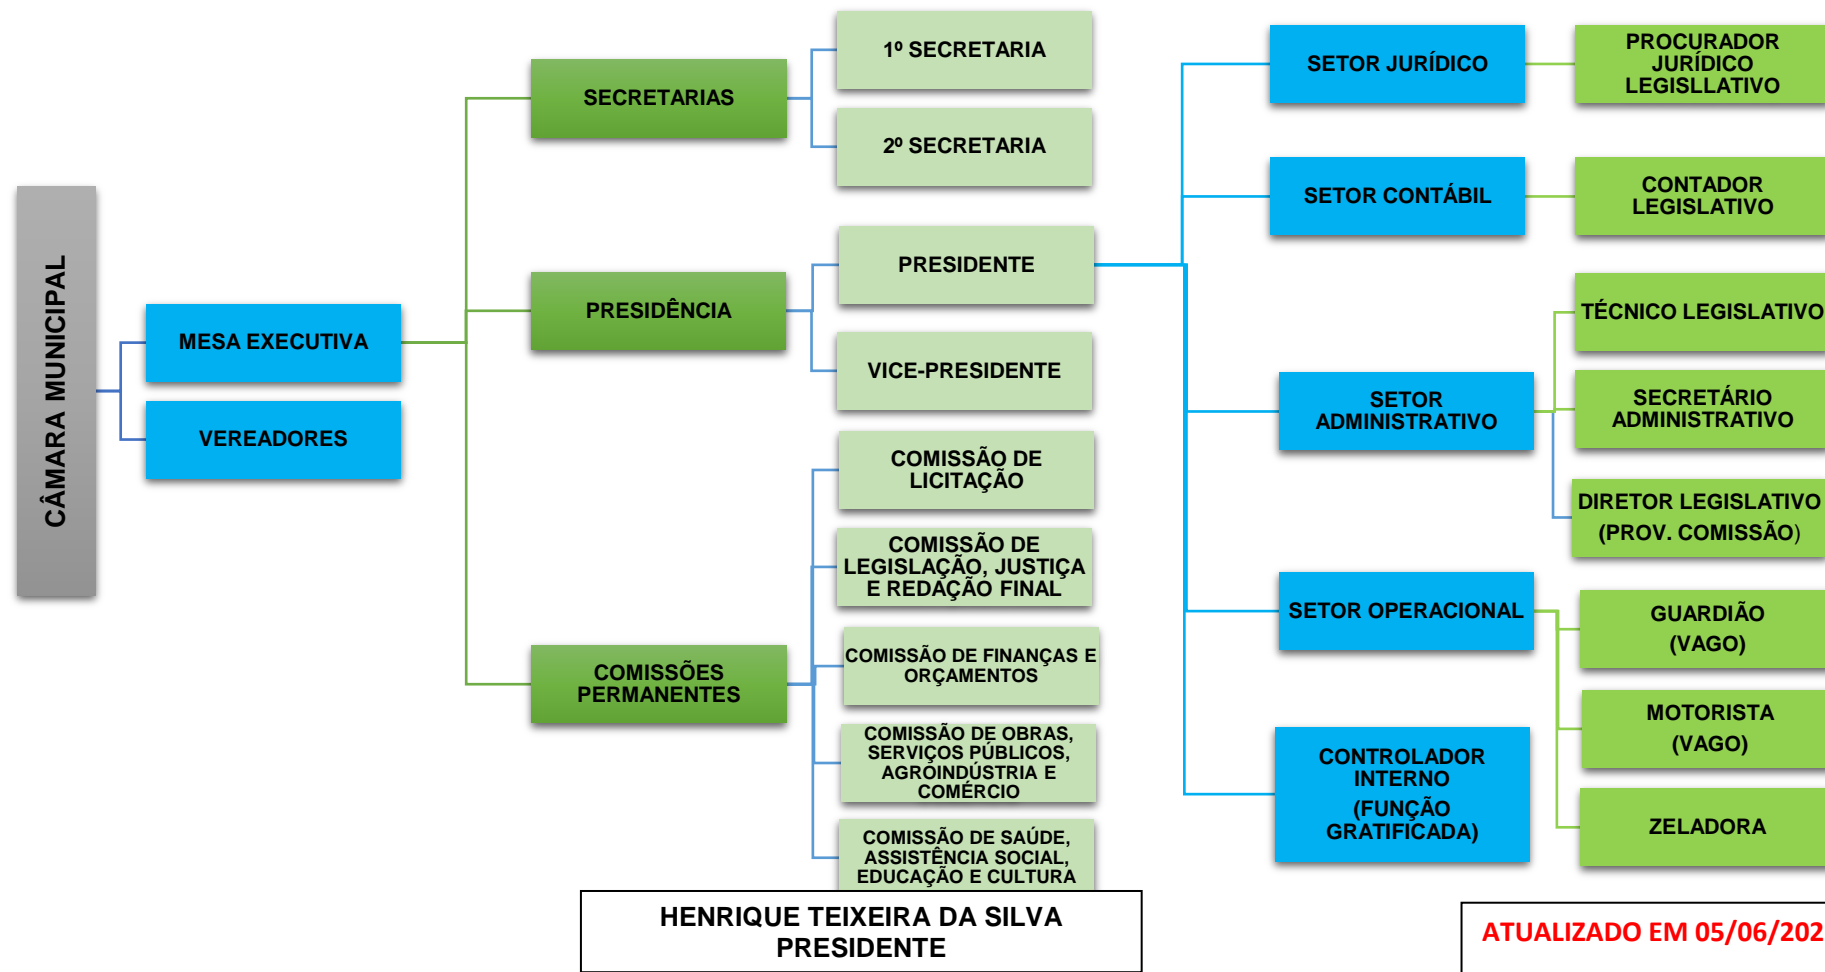 CÂMARA MUNICIPAL
MESA EXECUTIVA
VEREADORES
SECRETARIAS
PRESIDÊNCIA
COMISSÕES
PERMANENTES
1º SECRETARIA
2º SECRETARIA
PRESIDENTE
VICE-PRESIDENTE
COMISSÃO DE
LICITAÇÃO
COMISSÃO DE
LEGISLAÇÃO, JUSTIÇA
E REDAÇÃO FINAL
COMISSÃO DE FINANÇAS E
ORÇAMENTOS
COMISSÃO DE OBRAS,
SERVIÇOS PÚBLICOS,
AGROINDÚSTRIA E
COMÉRCIO
COMISSÃO DE SAÚDE,
ASSISTÊNCIA SOCIAL,
EDUCAÇÃO E CULTURA
SETOR JURÍDICO
SETOR CONTÁBIL
SETOR
ADMINISTRATIVO
SETOR OPERACIONAL
CONTROLADOR
INTERNO
(FUNÇÃO
GRATIFICADA)
PROCURADOR
JURÍDICO
LEGISLLATIVO
CONTADOR
LEGISLATIVO
TÉCNICO LEGISLATIVO
SECRETÁRIO
ADMINISTRATIVO
DIRETOR LEGISLATIVO
(PROV. COMISSÃO)
GUARDIÃO
(VAGO)
MOTORISTA
(VAGO)
ZELADORA
HENRIQUE TEIXEIRA DA SILVA
PRESIDENTE
ATUALIZADO EM 05/06/202